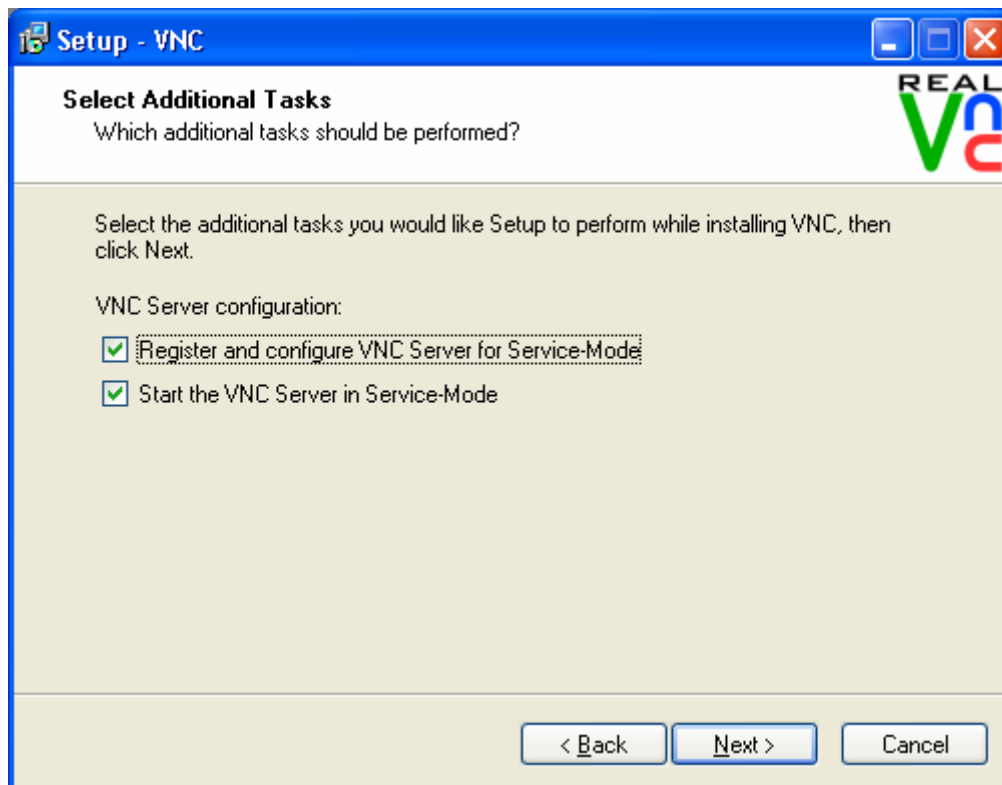 Setup - VNC
Select Additional Tasks
Which additional tasks should be performed?
REAL
Vnc
Select the additional tasks you would like Setup to perform while installing VNC, then
click Next.
VNC Server configuration:
Register and configure VNC Server for Service-Mode
Start the VNC Server in Service-Mode
< Back
Next >
Cancel